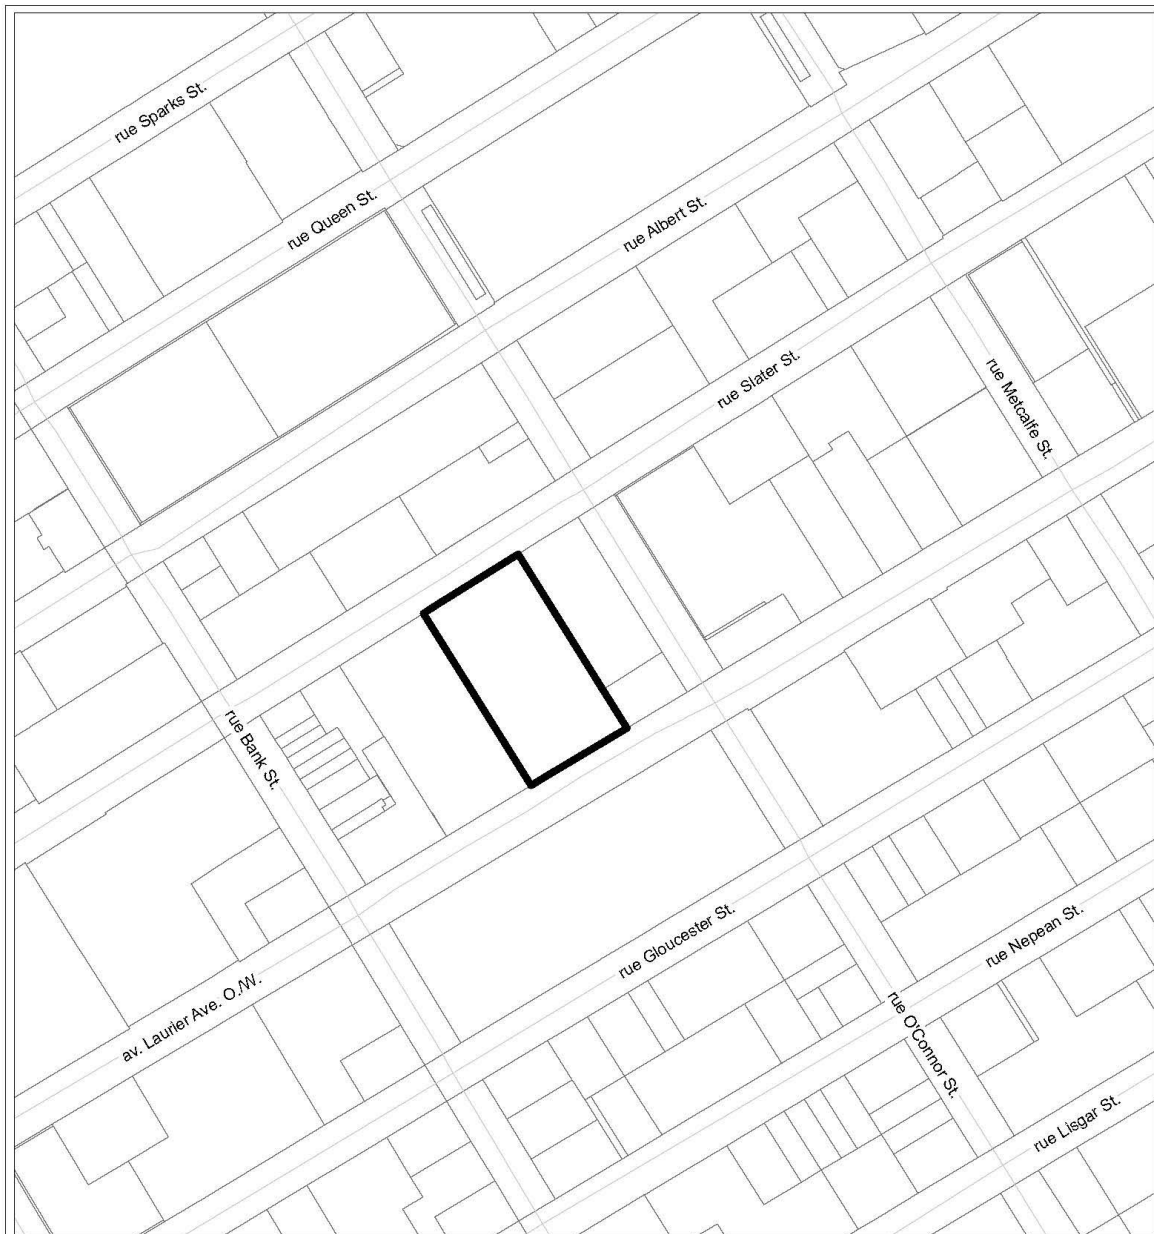 rue Sparks St.
rue Queen St.
rue Albert St.
rue Slater St.
rue Metcalfe St.
rue Bank St.
rue Gloucester St.
rue Nepean St.
av. Laurier Ave. O./W.
rue O'Connor St.
rue Lisgar St.